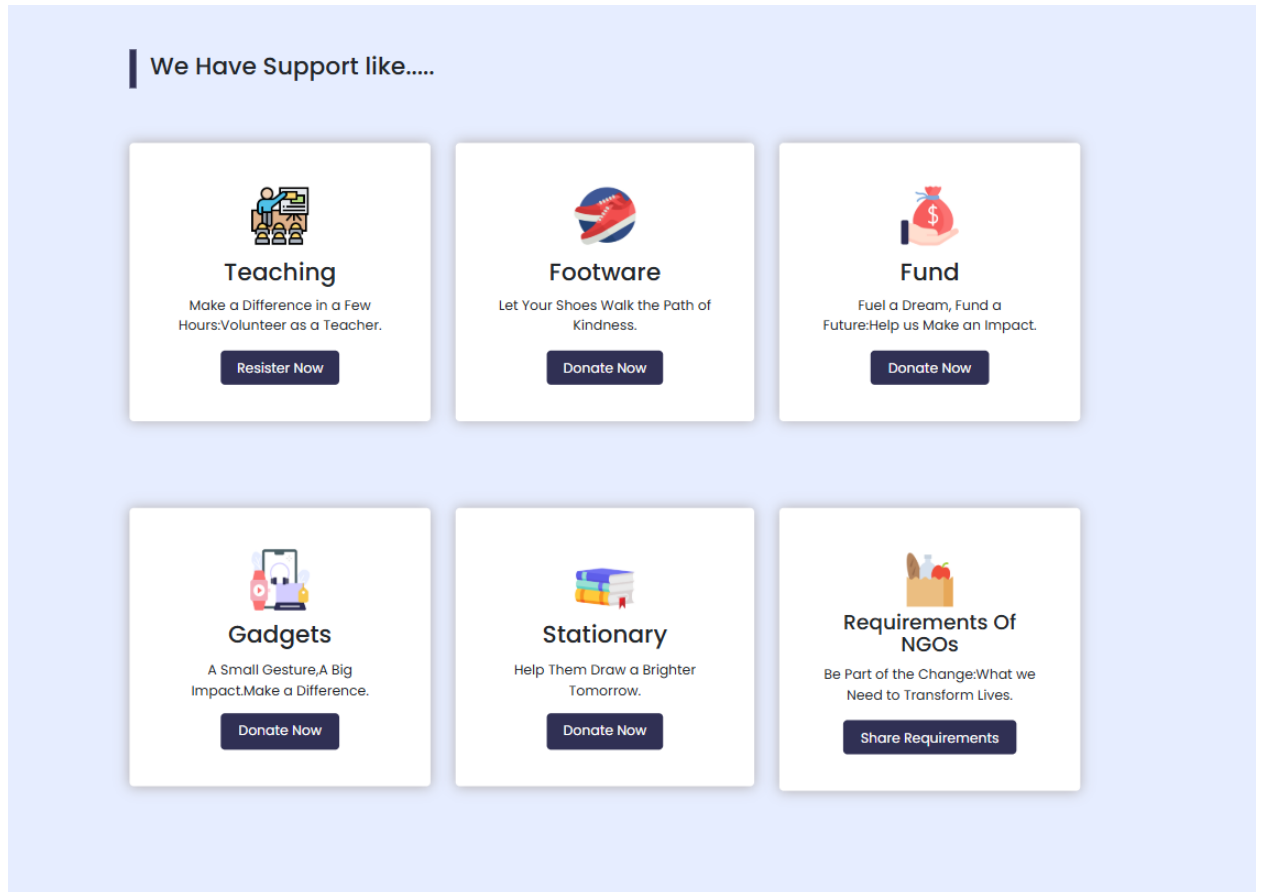 We Have Support like.....
Teaching
Make a Difference in a Few
Hours:Volunteer as a Teacher.
Resister Now
Footware
Let Your Shoes Walk the Path of
Kindness.
Donate Now
$
Fund
Fuel a Dream, Fund a
Future:Help us Make an Impact.
Donate Now
Gadgets
A Small Gesture,A Big
Impact.Make a Difference.
Donate Now
Stationary
Help Them Draw a Brighter
Tomorrow.
Donate Now
Requirements Of
NGOs
Be Part of the Change:What we
Need to Transform Lives.
Share Requirements